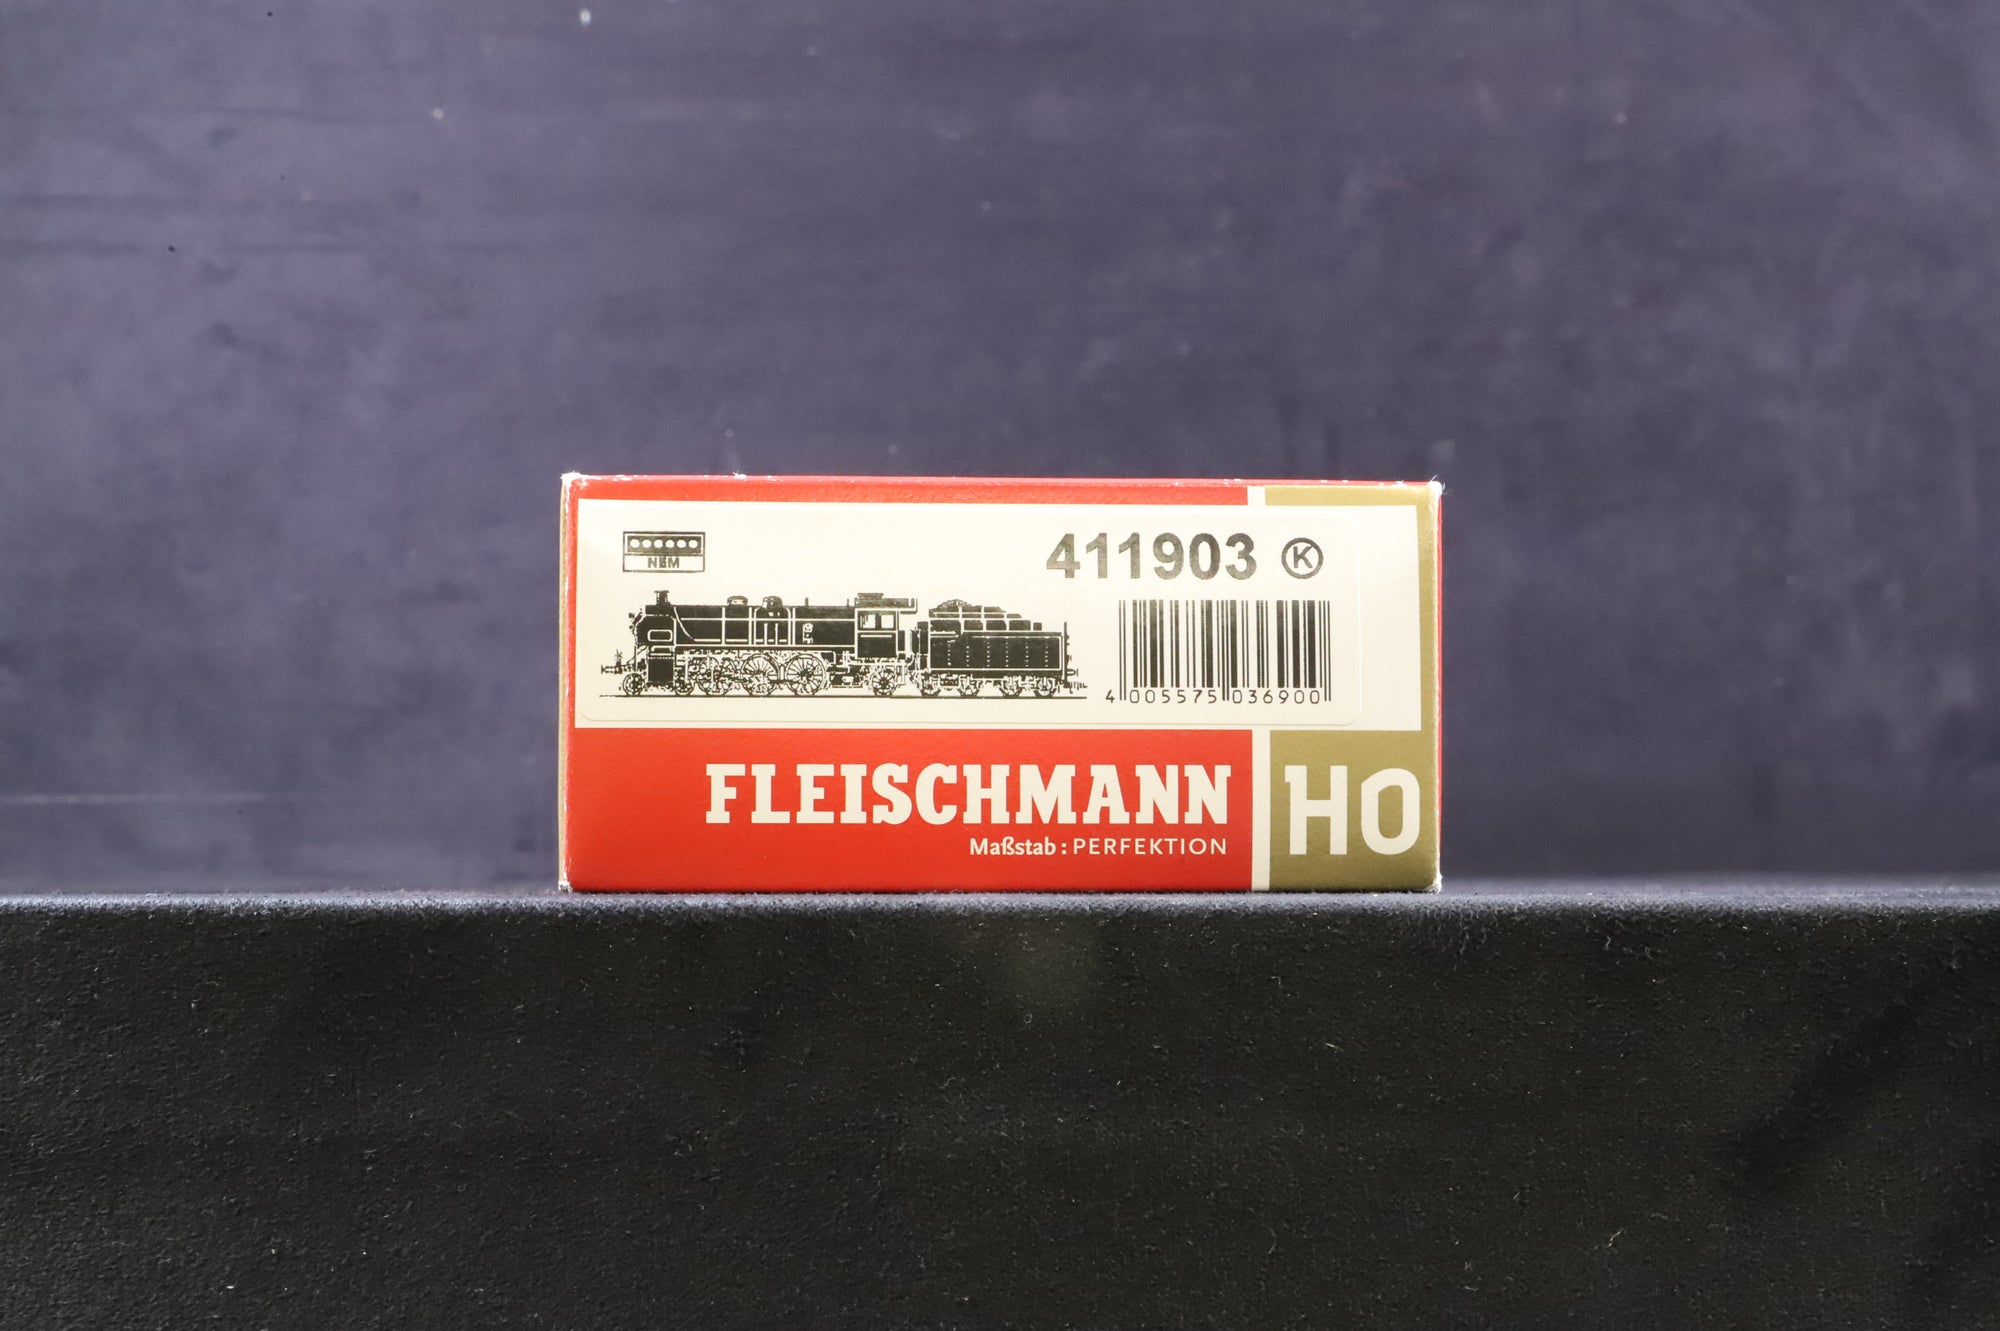 NEM
411903 K
4 005575 036900
FLEISCHMANN
Maßstab : PERFEKTION
HO